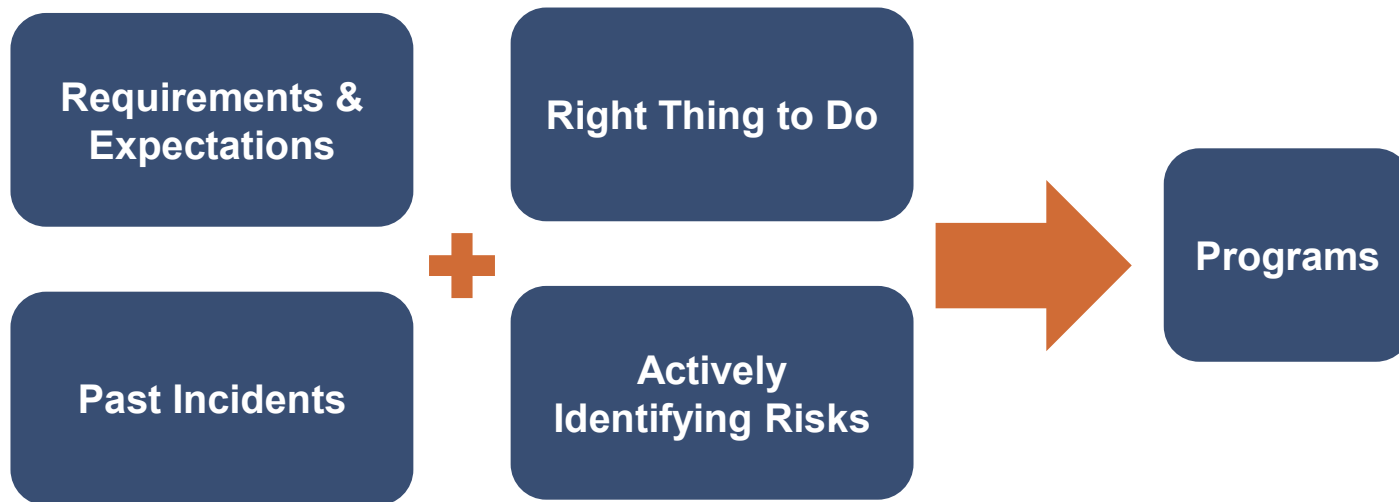 Requirements &
Expectations
Right Thing to Do
Past Incidents
Actively
Identifying Risks
Programs